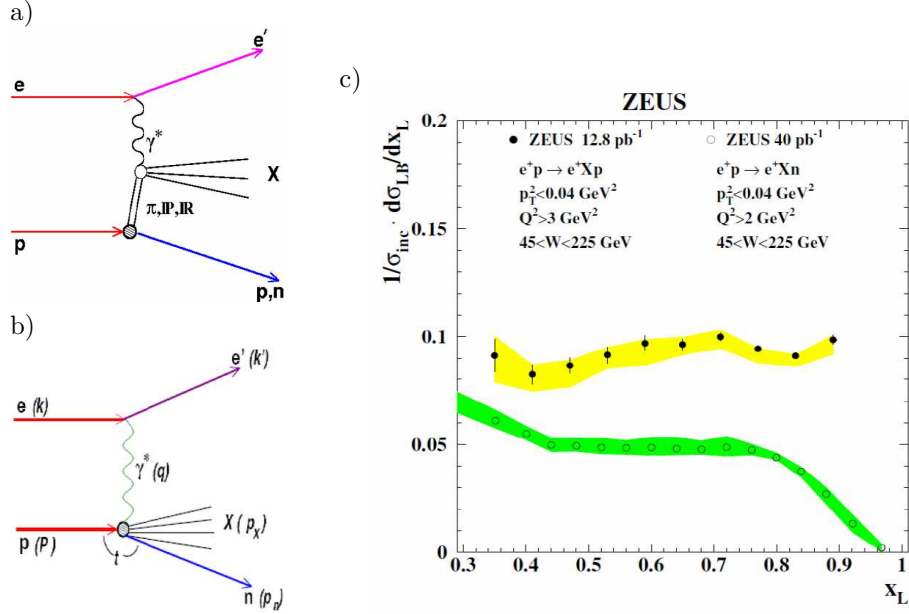 a)
e'
e
γ*
X
π,IP,IR
p
p,n
b)
e' (k')
e (k)
γ* (q)
X (p_X)
p (P)
t
n (p_n)
c)
ZEUS
1/σ_inc · dσ_LB/dx_L
0.2
0.15
0.1
0.05
0
ZEUS 12.8 pb⁻¹
e⁺p → e⁺Xp
p_T²<0.04 GeV²
Q²>3 GeV²
45<W<225 GeV
ZEUS 40 pb⁻¹
e⁺p → e⁺Xn
p_T²<0.04 GeV²
Q²>2 GeV²
45<W<225 GeV
0.3 0.4 0.5 0.6 0.7 0.8 0.9 1
x_L